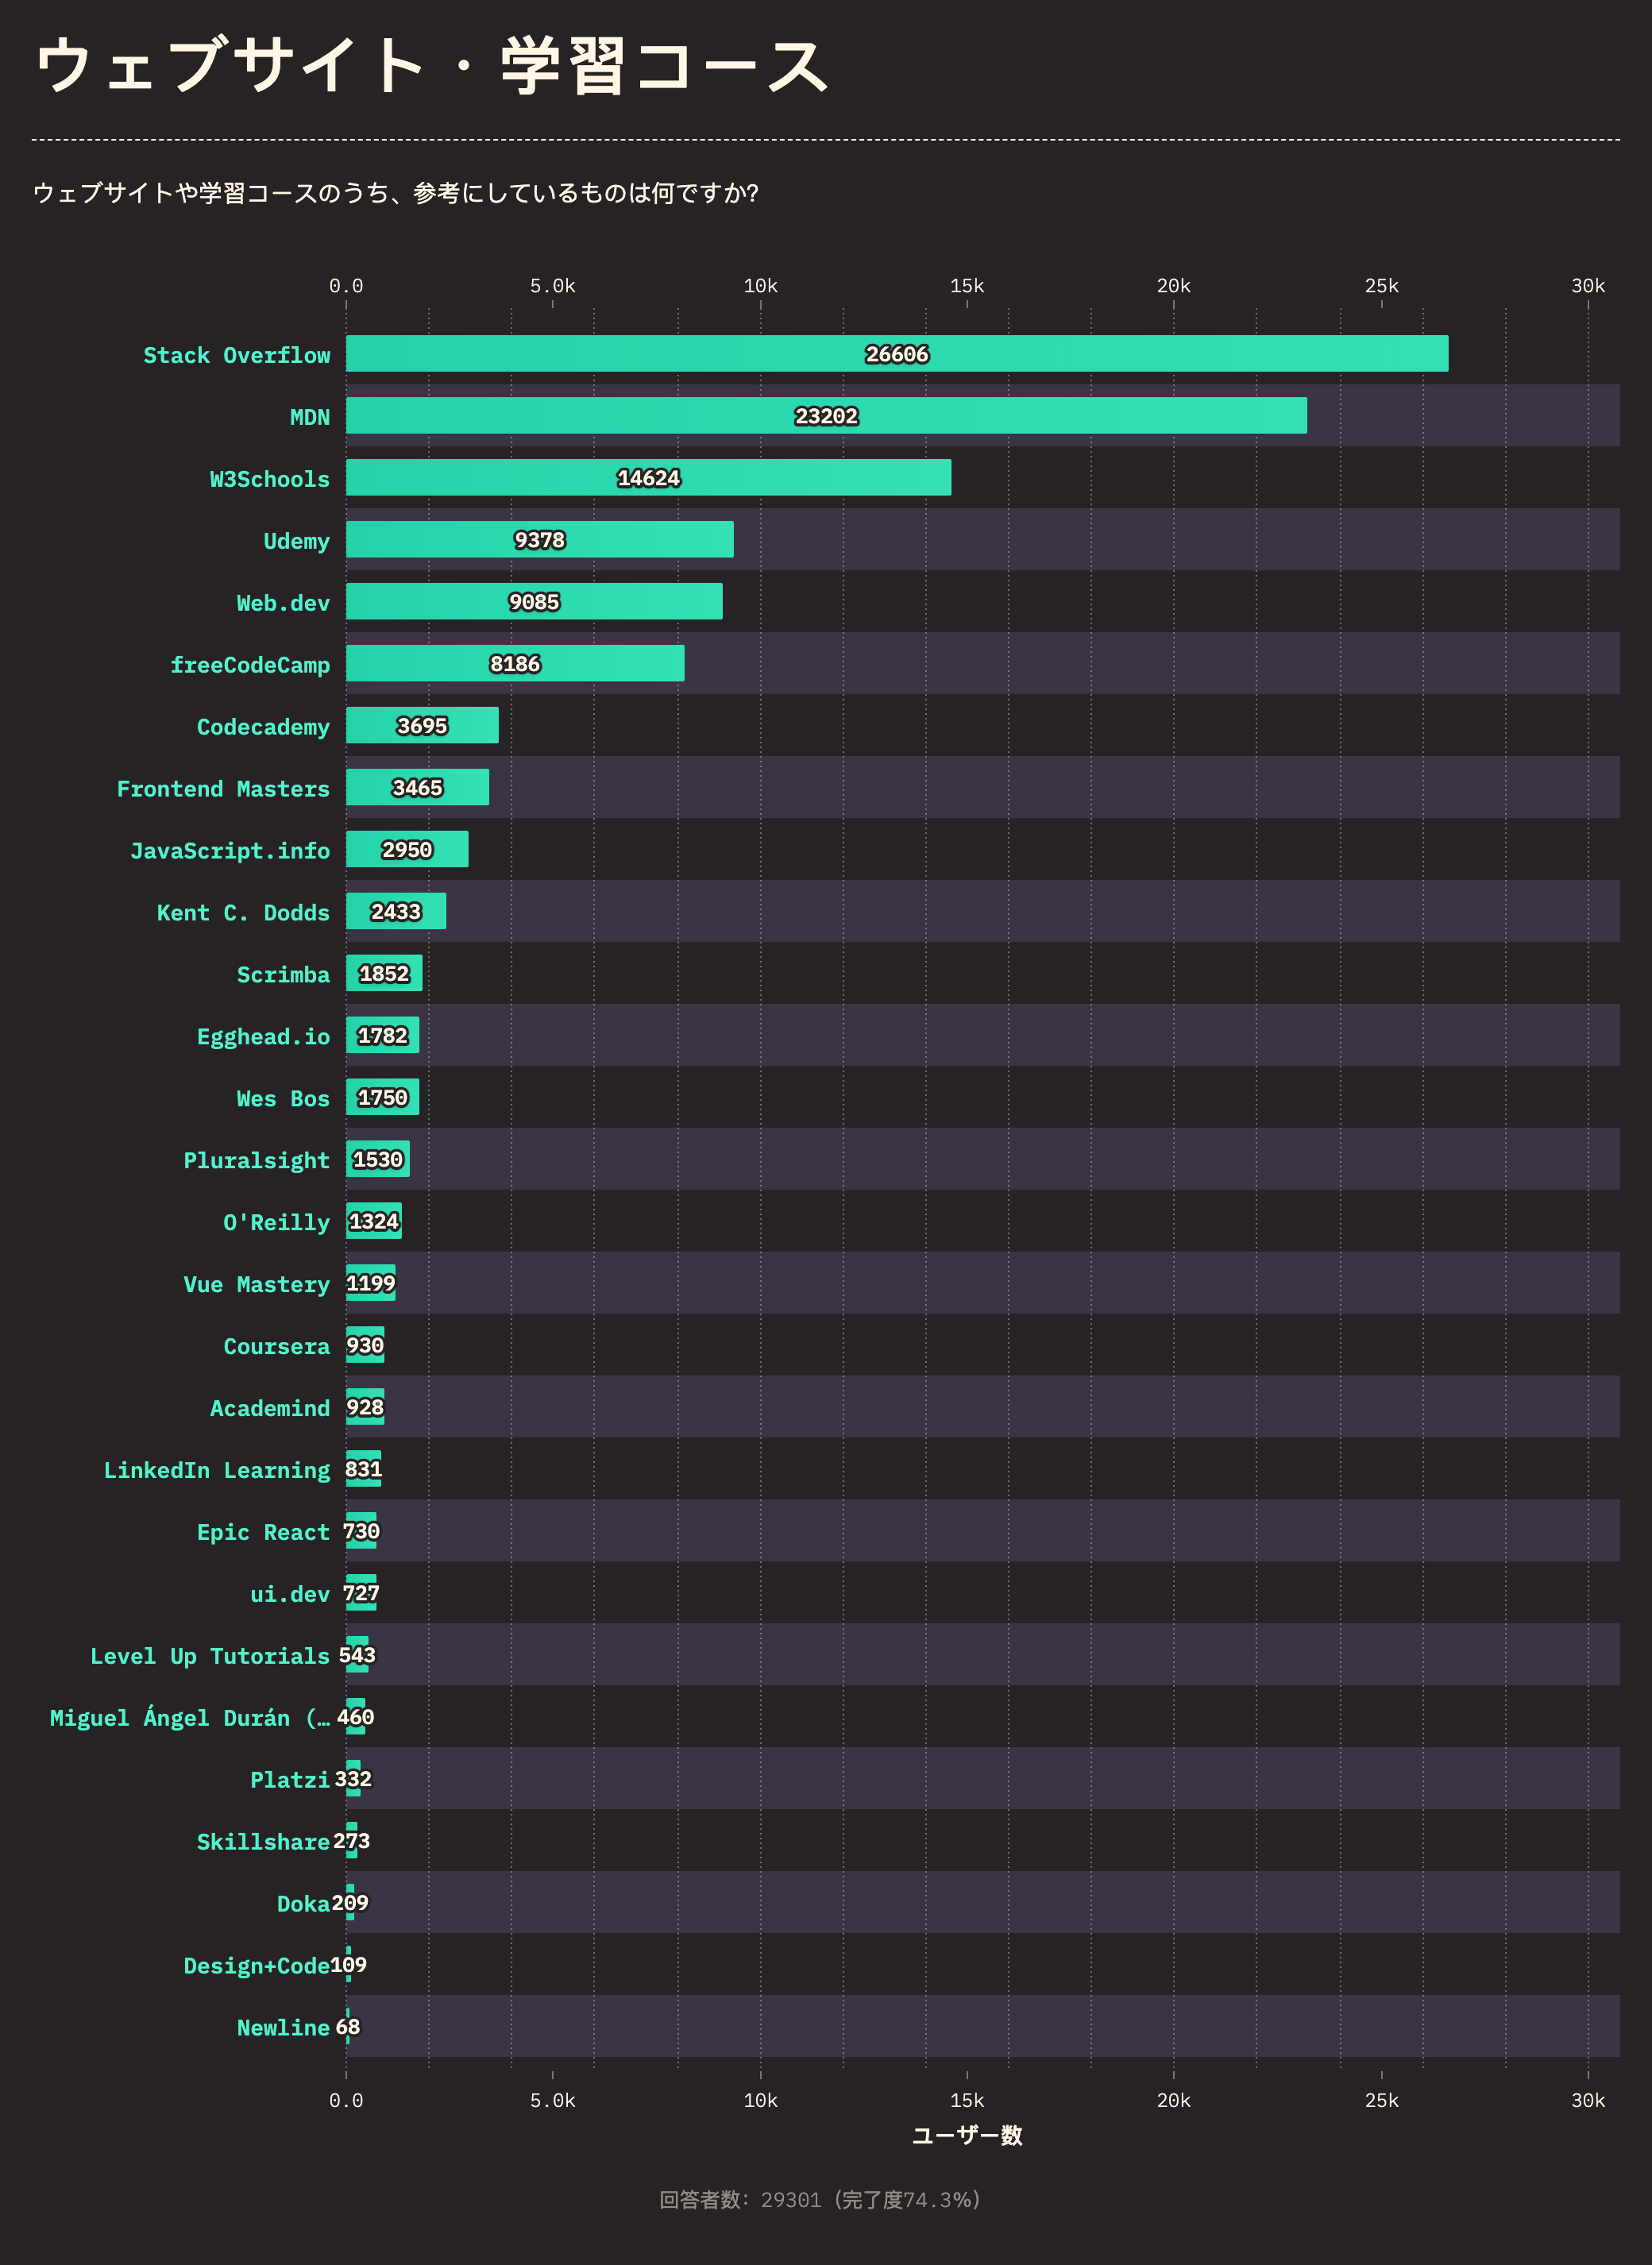 ウェブサイト・学習コース
ウェブサイトや学習コースのうち、参考にしているものは何ですか?
0.0 5.0k 10k 15k 20k 25k 30k
Stack Overflow 26606
MDN 23202
W3Schools 14624
Udemy 9378
Web.dev 9085
freeCodeCamp 8186
Codecademy 3695
Frontend Masters 3465
JavaScript.info 2950
Kent C. Dodds 2433
Scrimba 1852
Egghead.io 1782
Wes Bos 1750
Pluralsight 1530
O'Reilly 1324
Vue Mastery 1199
Coursera 930
Academind 928
LinkedIn Learning 831
Epic React 730
ui.dev 727
Level Up Tutorials 543
Miguel Ángel Durán (… 460
Platzi 332
Skillshare 273
Doka 209
Design+Code 109
Newline 68
0.0 5.0k 10k 15k 20k 25k 30k
ユーザー数
回答者数: 29301 (完了度74.3%)